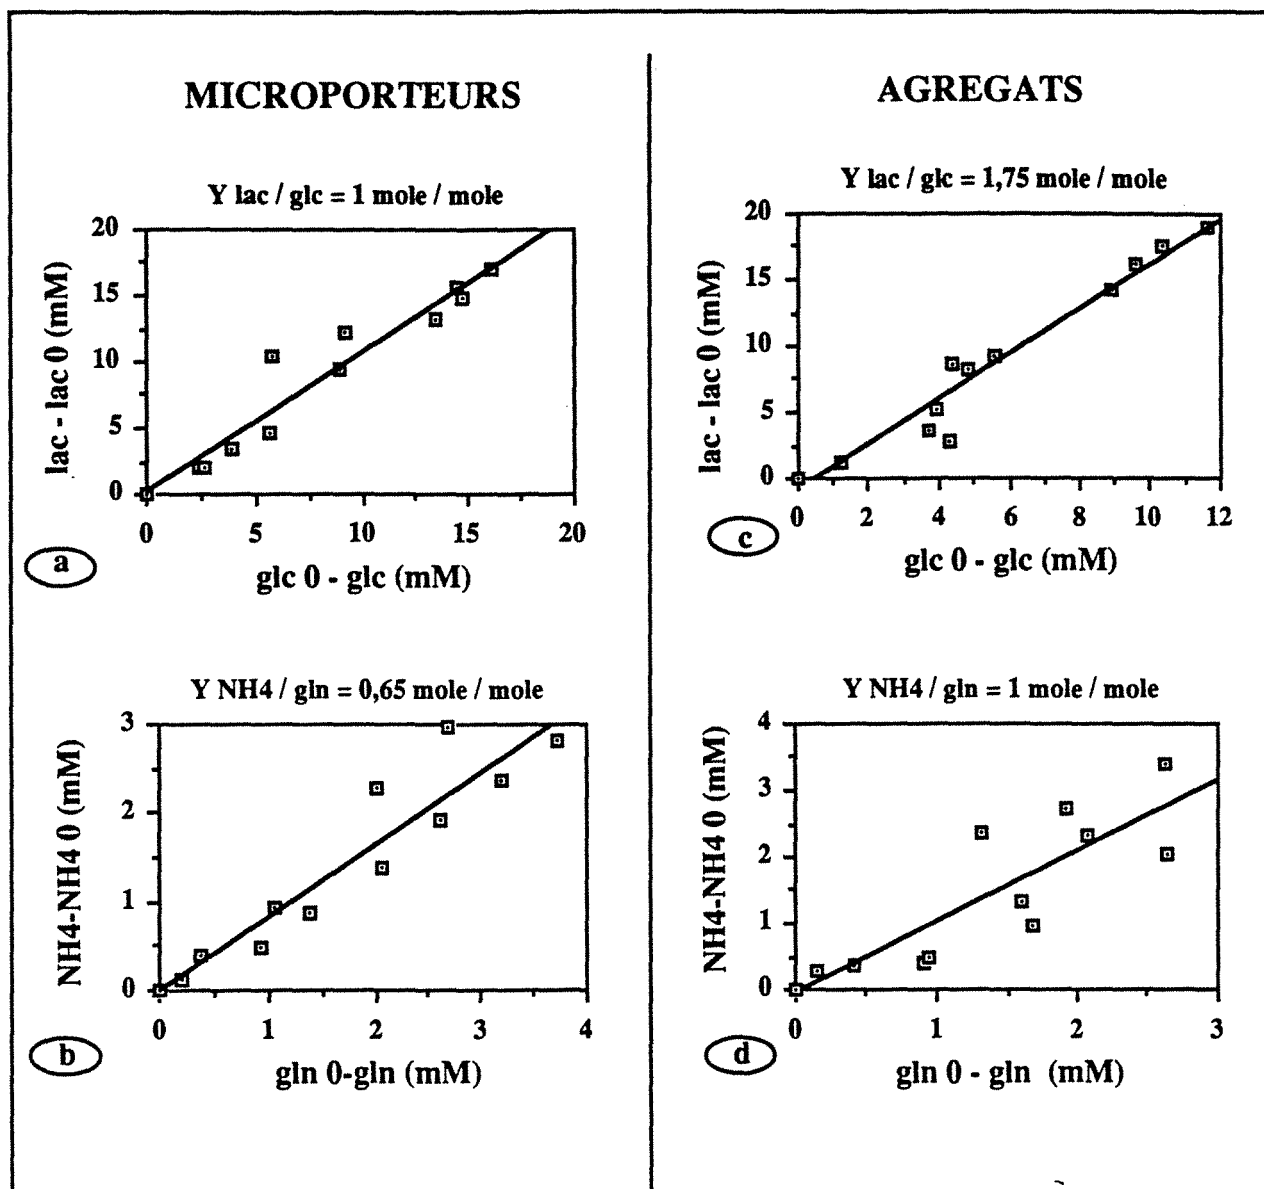 MICROPORTEURS
Y lac / glc = 1 mole / mole
lac - lac 0 (mM)
20
15
10
5
0
0 5 10 15 20
a
glc 0 - glc (mM)
Y NH4 / gln = 0,65 mole / mole
NH4-NH4 0 (mM)
3
2
1
0
0 1 2 3 4
b
gln 0-gln (mM)
AGREGATS
Y lac / glc = 1,75 mole / mole
lac - lac 0 (mM)
20
15
10
5
0
0 2 4 6 8 10 12
c
glc 0 - glc (mM)
Y NH4 / gln = 1 mole / mole
NH4-NH4 0 (mM)
4
3
2
1
0
0 1 2 3
d
gln 0 - gln (mM)